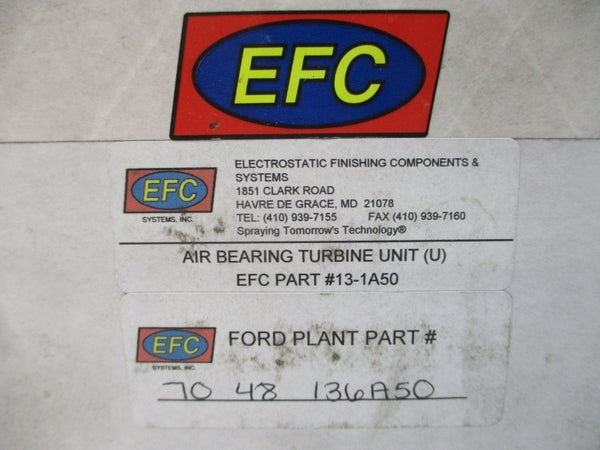 EFC
EFC
SYSTEMS, INC.
ELECTROSTATIC FINISHING COMPONENTS &
SYSTEMS
1851 CLARK ROAD
HAVRE DE GRACE, MD 21078
TEL: (410) 939-7155 FAX (410) 939-7160
Spraying Tomorrow's Technology®
AIR BEARING TURBINE UNIT (U)
EFC PART #13-1A50
EFC
SYSTEMS, INC.
FORD PLANT PART #
70 48 136A50